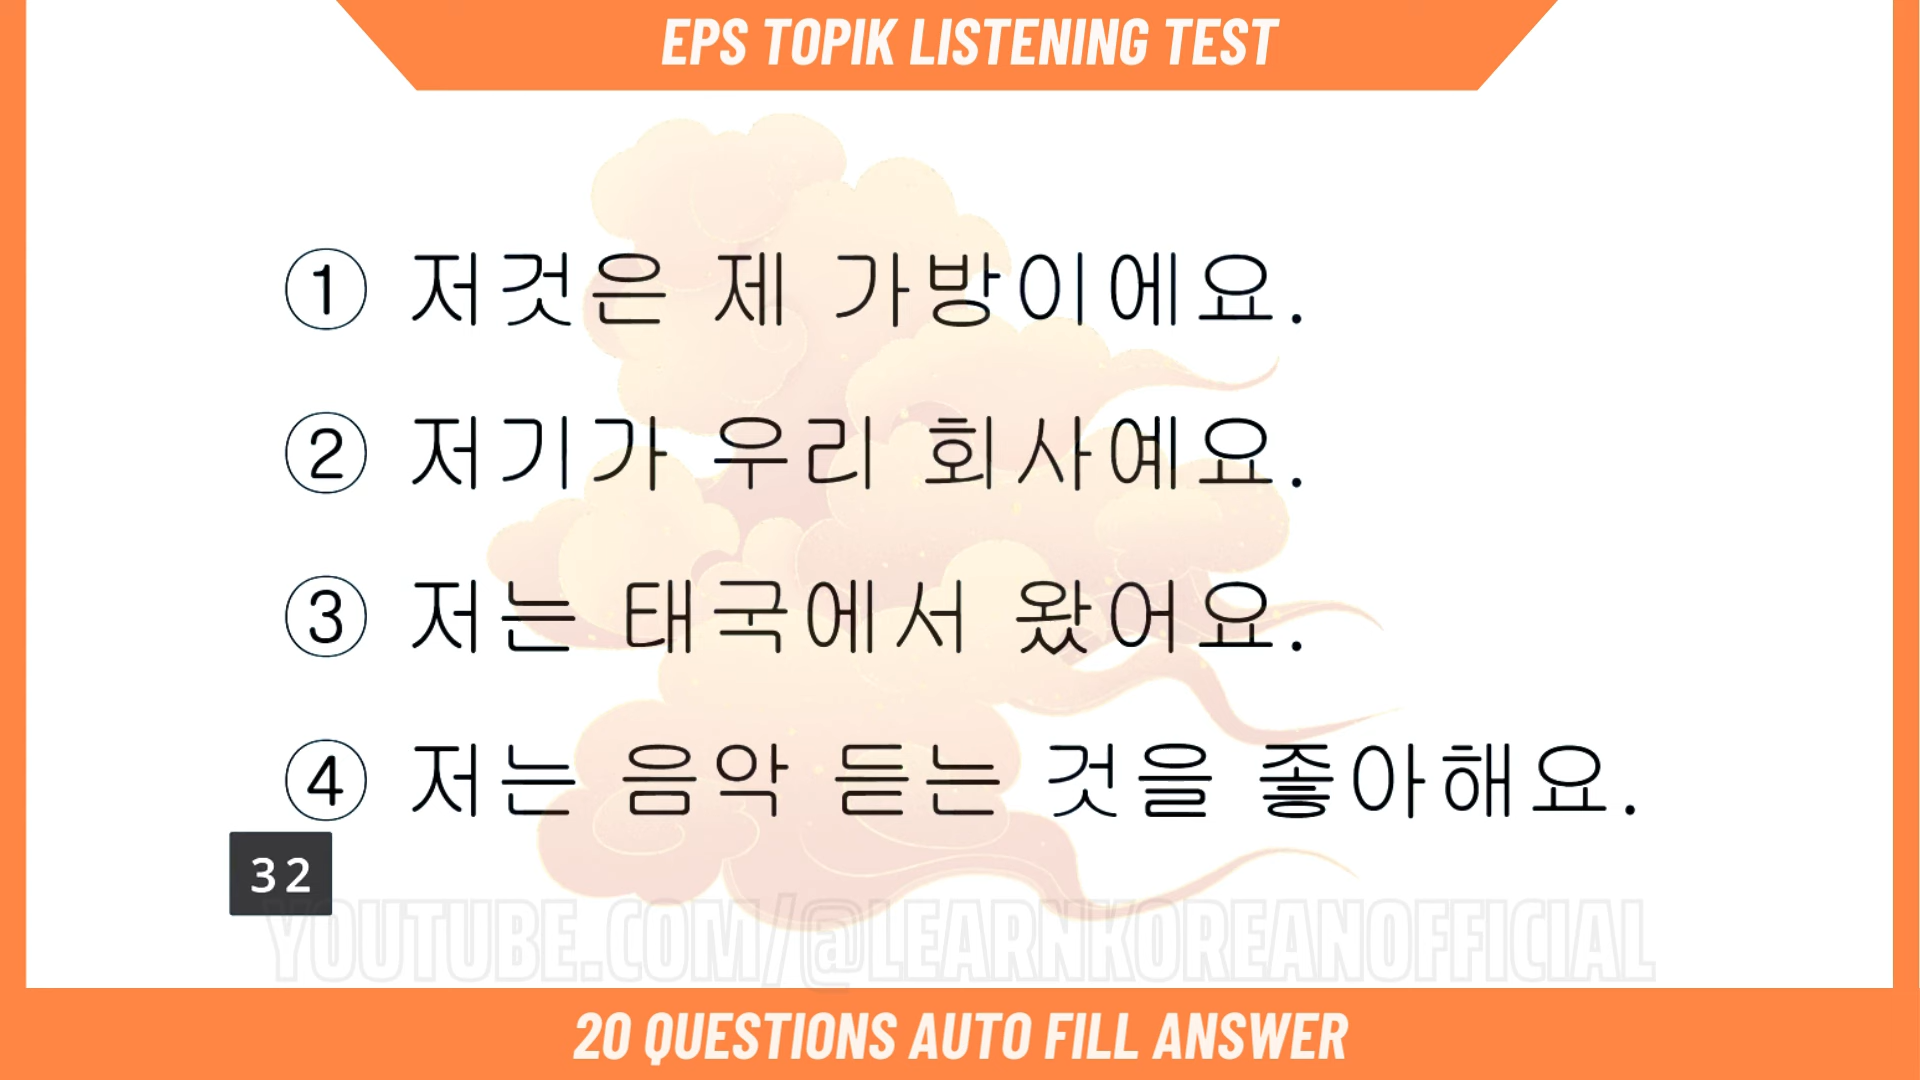 EPS TOPIK LISTENING TEST
① 저것은 제 가방이에요.
② 저기가 우리 회사예요.
③ 저는 태국에서 왔어요.
④ 저는 음악 듣는 것을 좋아해요.
32
YOUTUBE.COM/@LEARNKOREANOFFICIAL
20 QUESTIONS AUTO FILL ANSWER